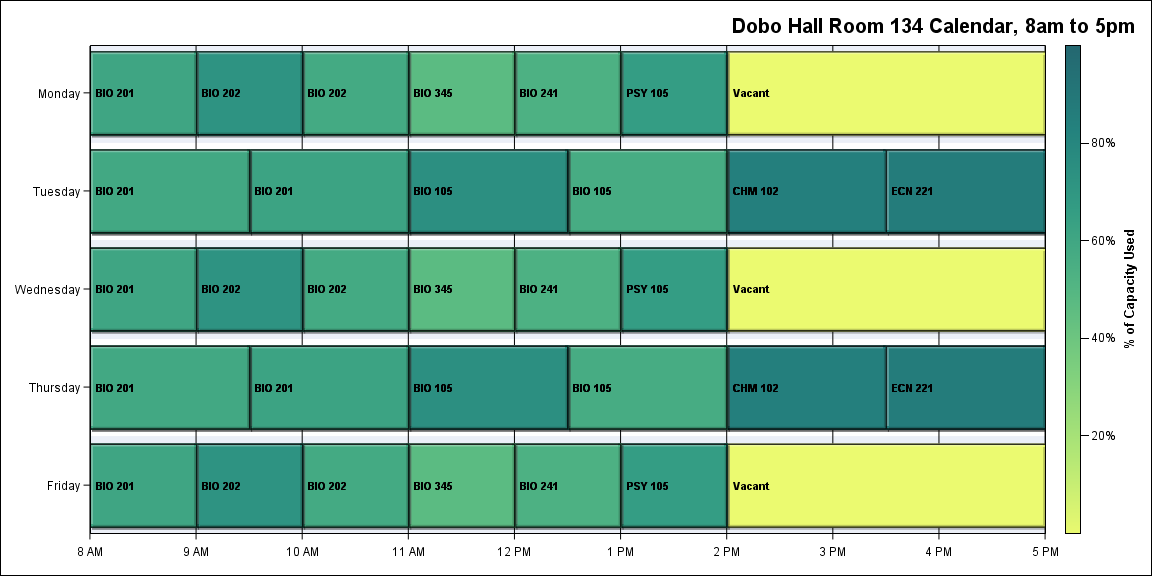 Dobo Hall Room 134 Calendar, 8am to 5pm
Monday BIO 201 BIO 202 BIO 202 BIO 345 BIO 241 PSY 105 Vacant
Tuesday BIO 201 BIO 201 BIO 105 BIO 105 CHM 102 ECN 221
Wednesday BIO 201 BIO 202 BIO 202 BIO 345 BIO 241 PSY 105 Vacant
Thursday BIO 201 BIO 201 BIO 105 BIO 105 CHM 102 ECN 221
Friday BIO 201 BIO 202 BIO 202 BIO 345 BIO 241 PSY 105 Vacant
8 AM 9 AM 10 AM 11 AM 12 PM 1 PM 2 PM 3 PM 4 PM 5 PM
80%
60%
40%
20%
% of Capacity Used